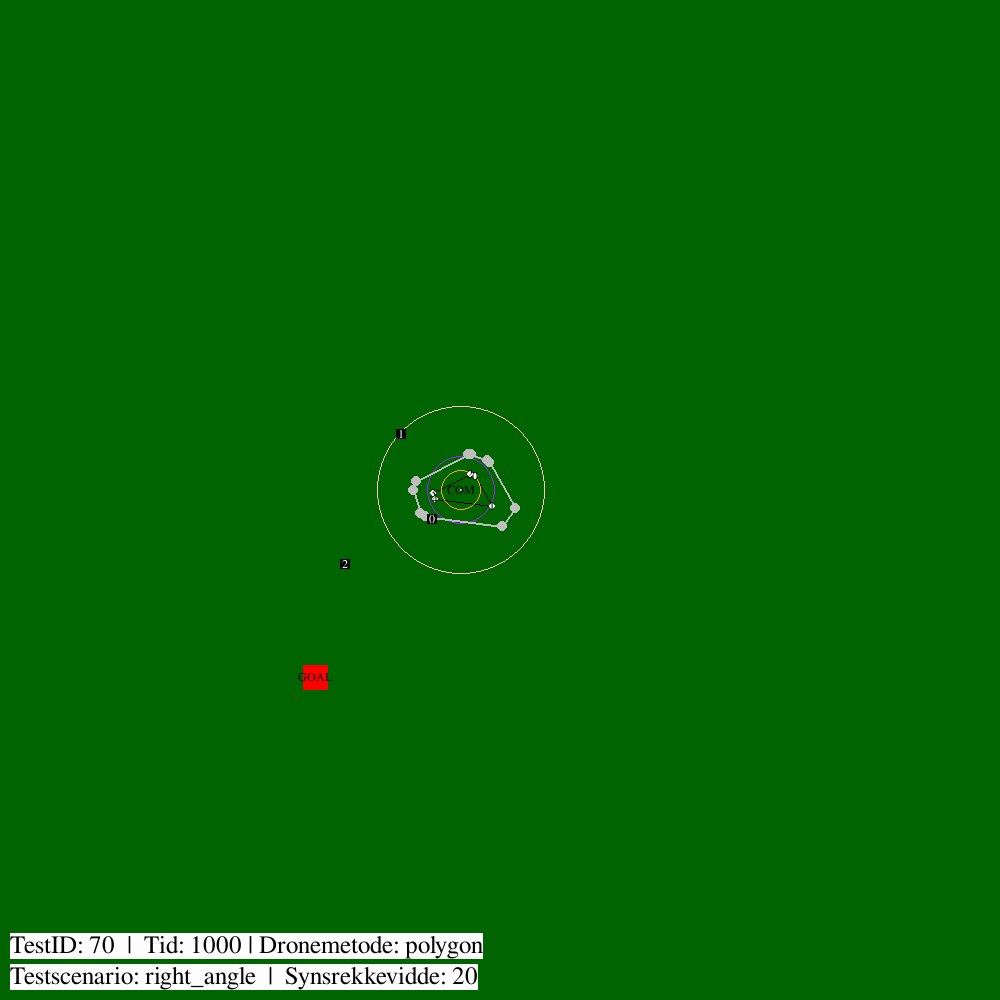 1
COM
0
2
GOAL
TestID: 70 | Tid: 1000 | Dronemetode: polygon
Testscenario: right_angle | Synsrekkevidde: 20